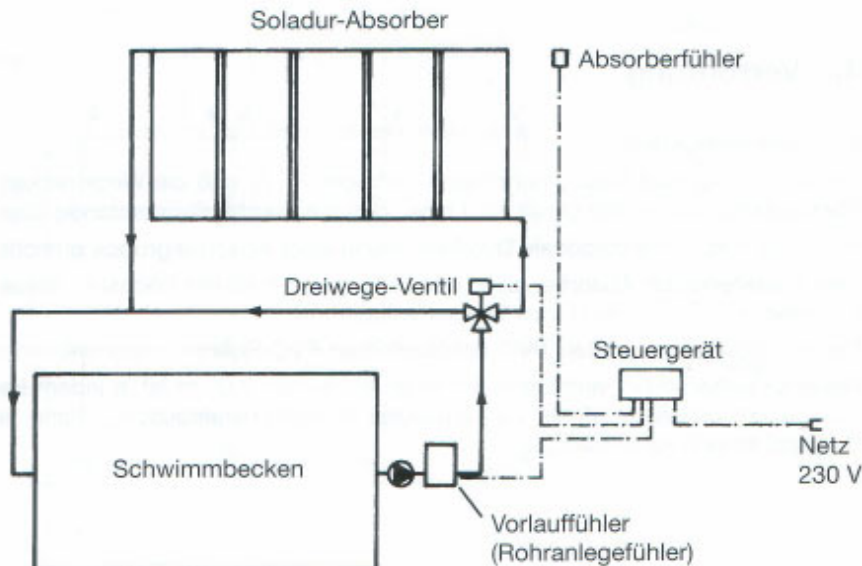 Soladur-Absorber
Absorberfühler
Dreiwege-Ventil
Steuergerät
Schwimmbecken
Netz
230 V
Vorlauffühler
(Rohranlegefühler)